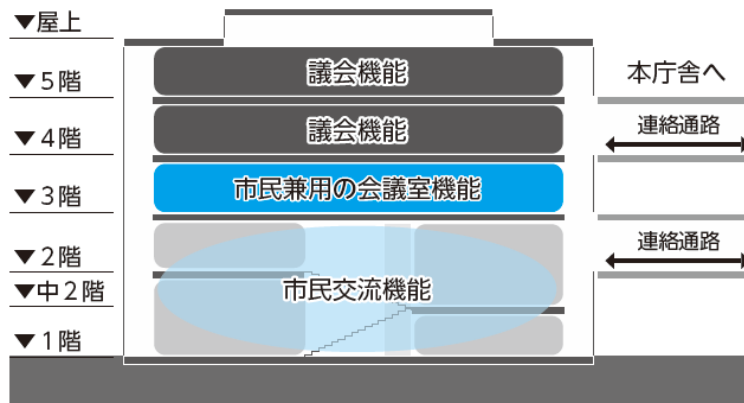 ▼屋上
議会機能
▼5階
本庁舎へ
議会機能
▼4階
連絡通路
市民兼用の会議室機能
▼3階
▼2階
連絡通路
市民交流機能
▼中2階
▼1階